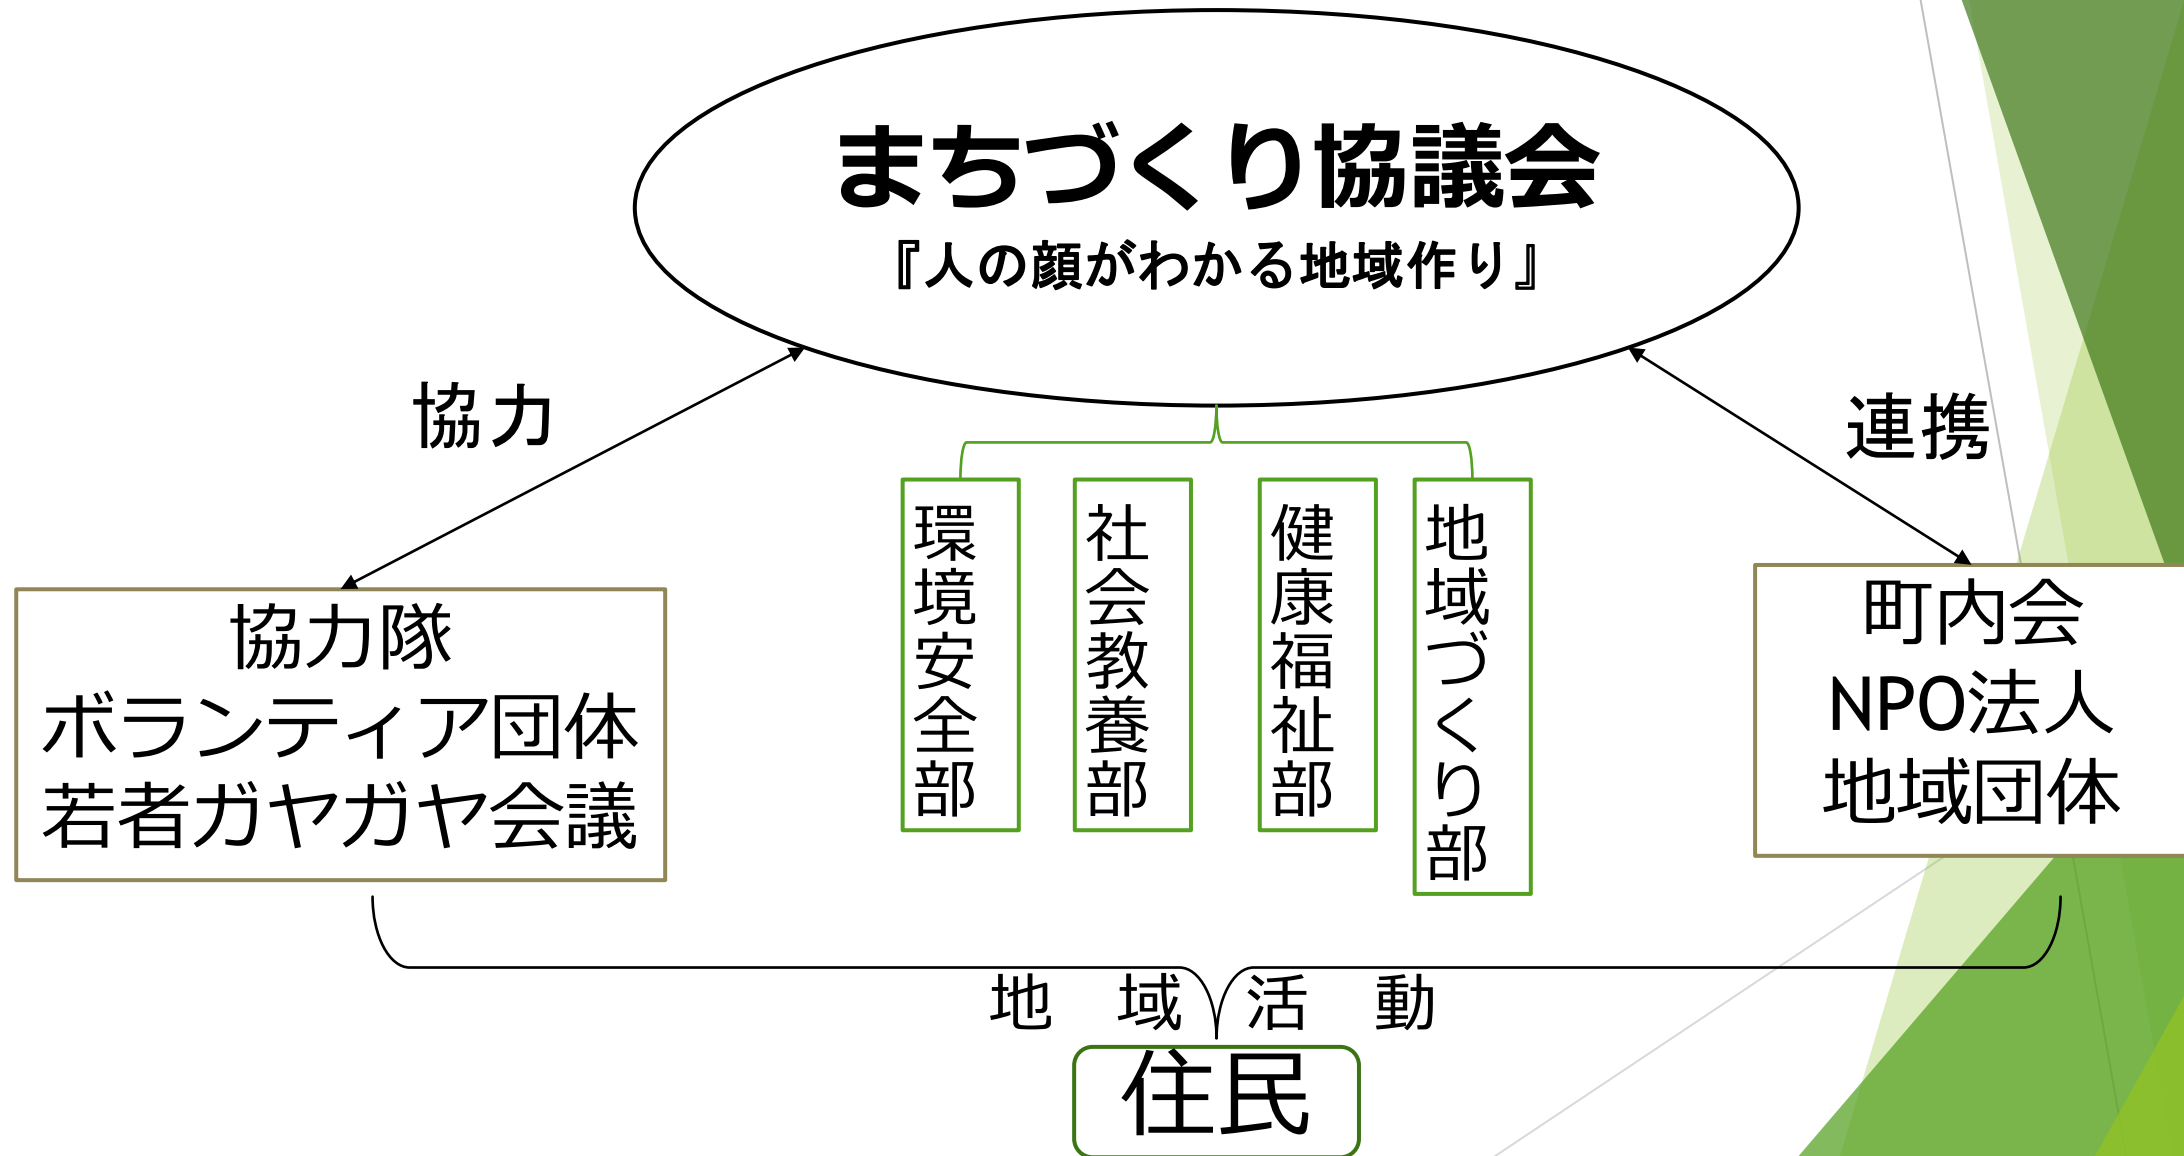 まちづくり協議会
『人の顔がわかる地域作り』
協力
連携
環境安全部
社会教養部
健康福祉部
地域づくり部
協力隊
ボランティア団体
若者ガヤガヤ会議
町内会
NPO法人
地域団体
地域活動
住民